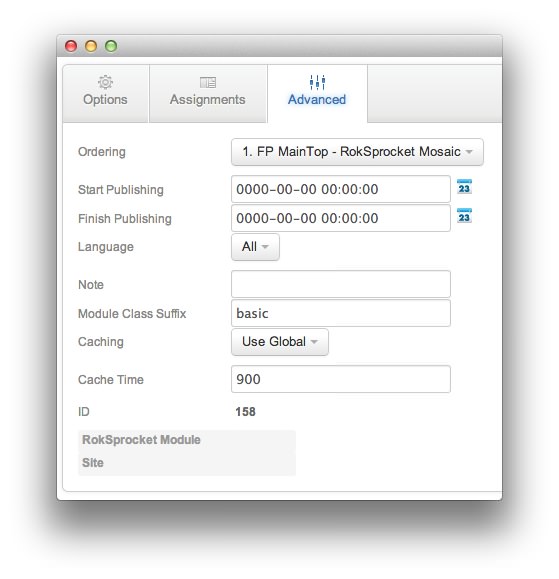 Options Assignments Advanced
Ordering 1. FP MainTop - RokSprocket Mosaic
Start Publishing 0000-00-00 00:00:00 23
Finish Publishing 0000-00-00 00:00:00 23
Language All
Note
Module Class Suffix basic
Caching Use Global
Cache Time 900
ID 158
RokSprocket Module
Site